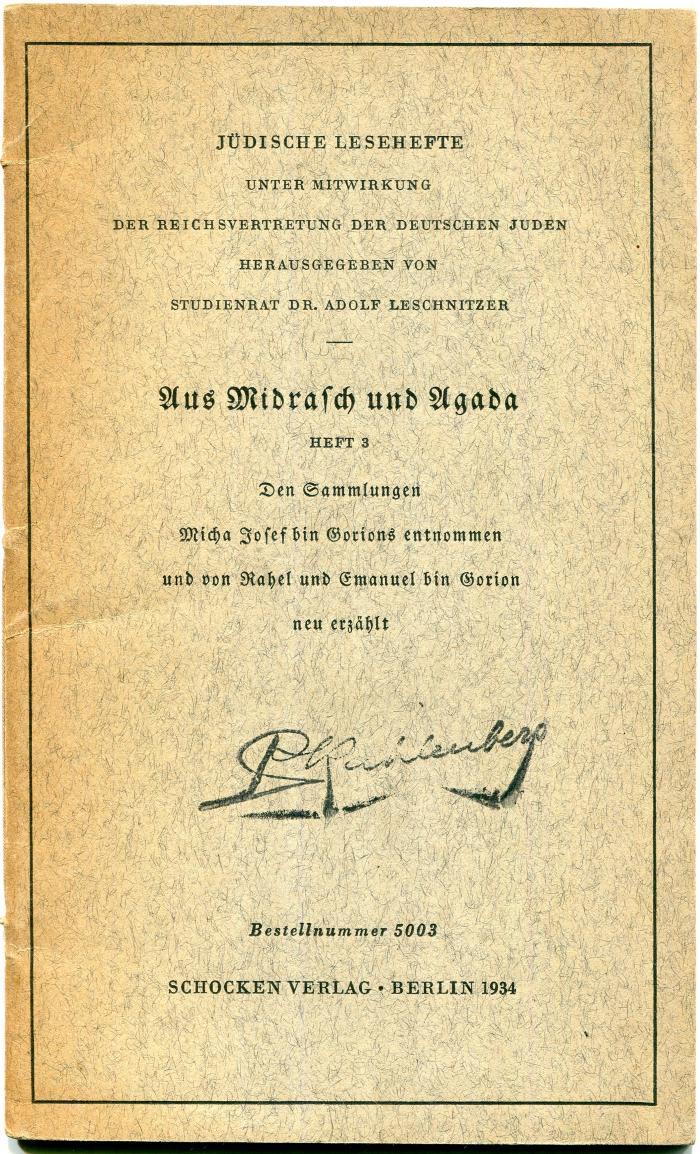 JÜDISCHE LESEHEFTE
UNTER MITWIRKUNG
DER REICHSVERTRETUNG DER DEUTSCHEN JUDEN
HERAUSGEGEBEN VON
STUDIENRAT DR. ADOLF LESCHNITZER
Aus Midraſch und Agada
HEFT 3
Den Sammlungen
Micha Joſef bin Gorions entnommen
und von Rahel und Emanuel bin Gorion
neu erzählt
Bestellnummer 5003
SCHOCKEN VERLAG • BERLIN 1934